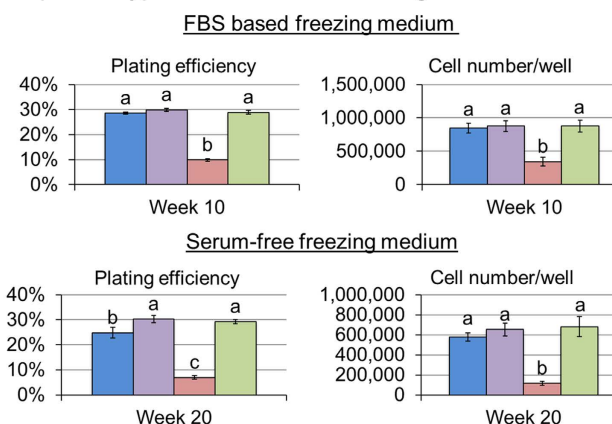 FBS based freezing medium
Plating efficiency
40%
30%
20%
10%
0%
a
a
b
a
Week 10
Cell number/well
1,500,000
1,000,000
500,000
0
a
a
b
a
Week 10
Serum-free freezing medium
Plating efficiency
40%
30%
20%
10%
0%
b
a
c
a
Week 20
Cell number/well
1,000,000
800,000
600,000
400,000
200,000
0
a
a
b
a
Week 20